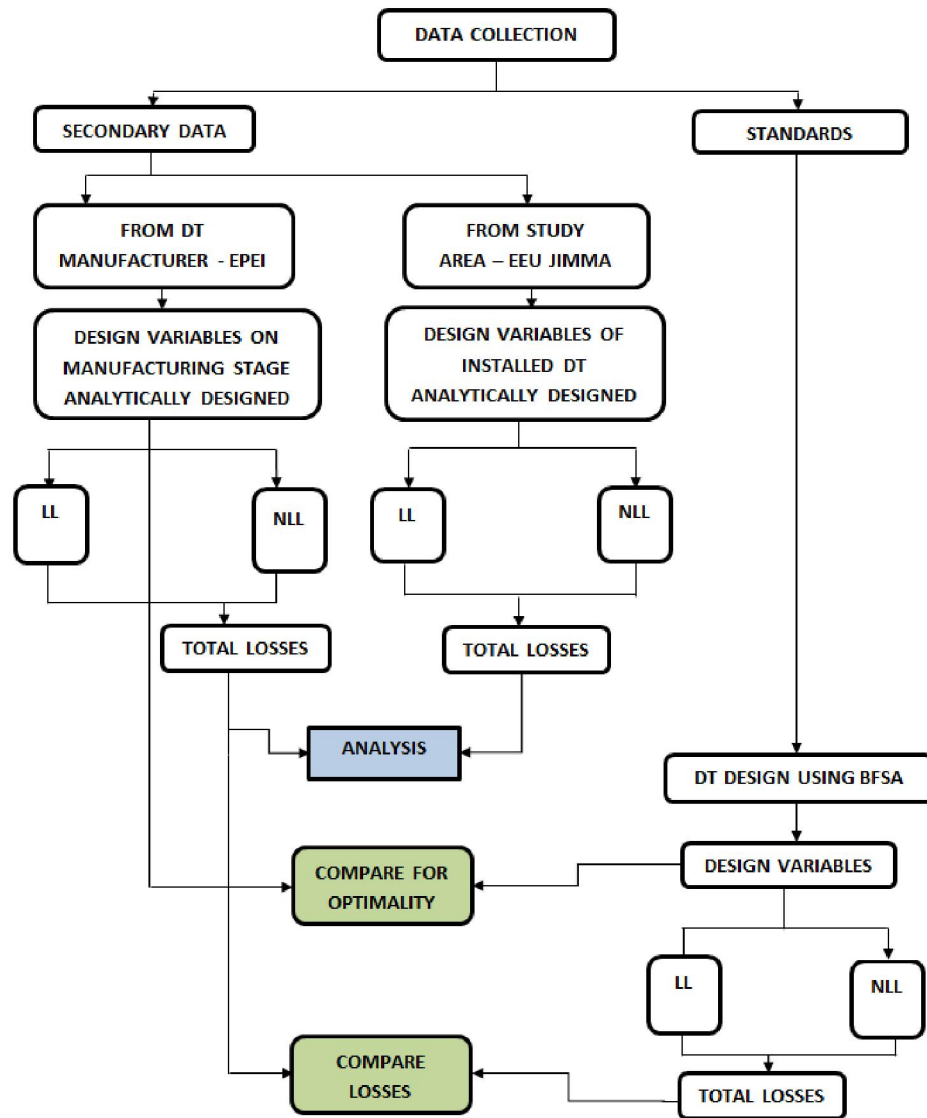 DATA COLLECTION
SECONDARY DATA
STANDARDS
FROM DT
MANUFACTURER - EPEI
FROM STUDY
AREA – EEU JIMMA
DESIGN VARIABLES ON
MANUFACTURING STAGE
ANALYTICALLY DESIGNED
DESIGN VARIABLES OF
INSTALLED DT
ANALYTICALLY DESIGNED
LL
NLL
LL
NLL
TOTAL LOSSES
TOTAL LOSSES
ANALYSIS
DT DESIGN USING BFSA
COMPARE FOR
OPTIMALITY
DESIGN VARIABLES
LL
NLL
COMPARE
LOSSES
TOTAL LOSSES